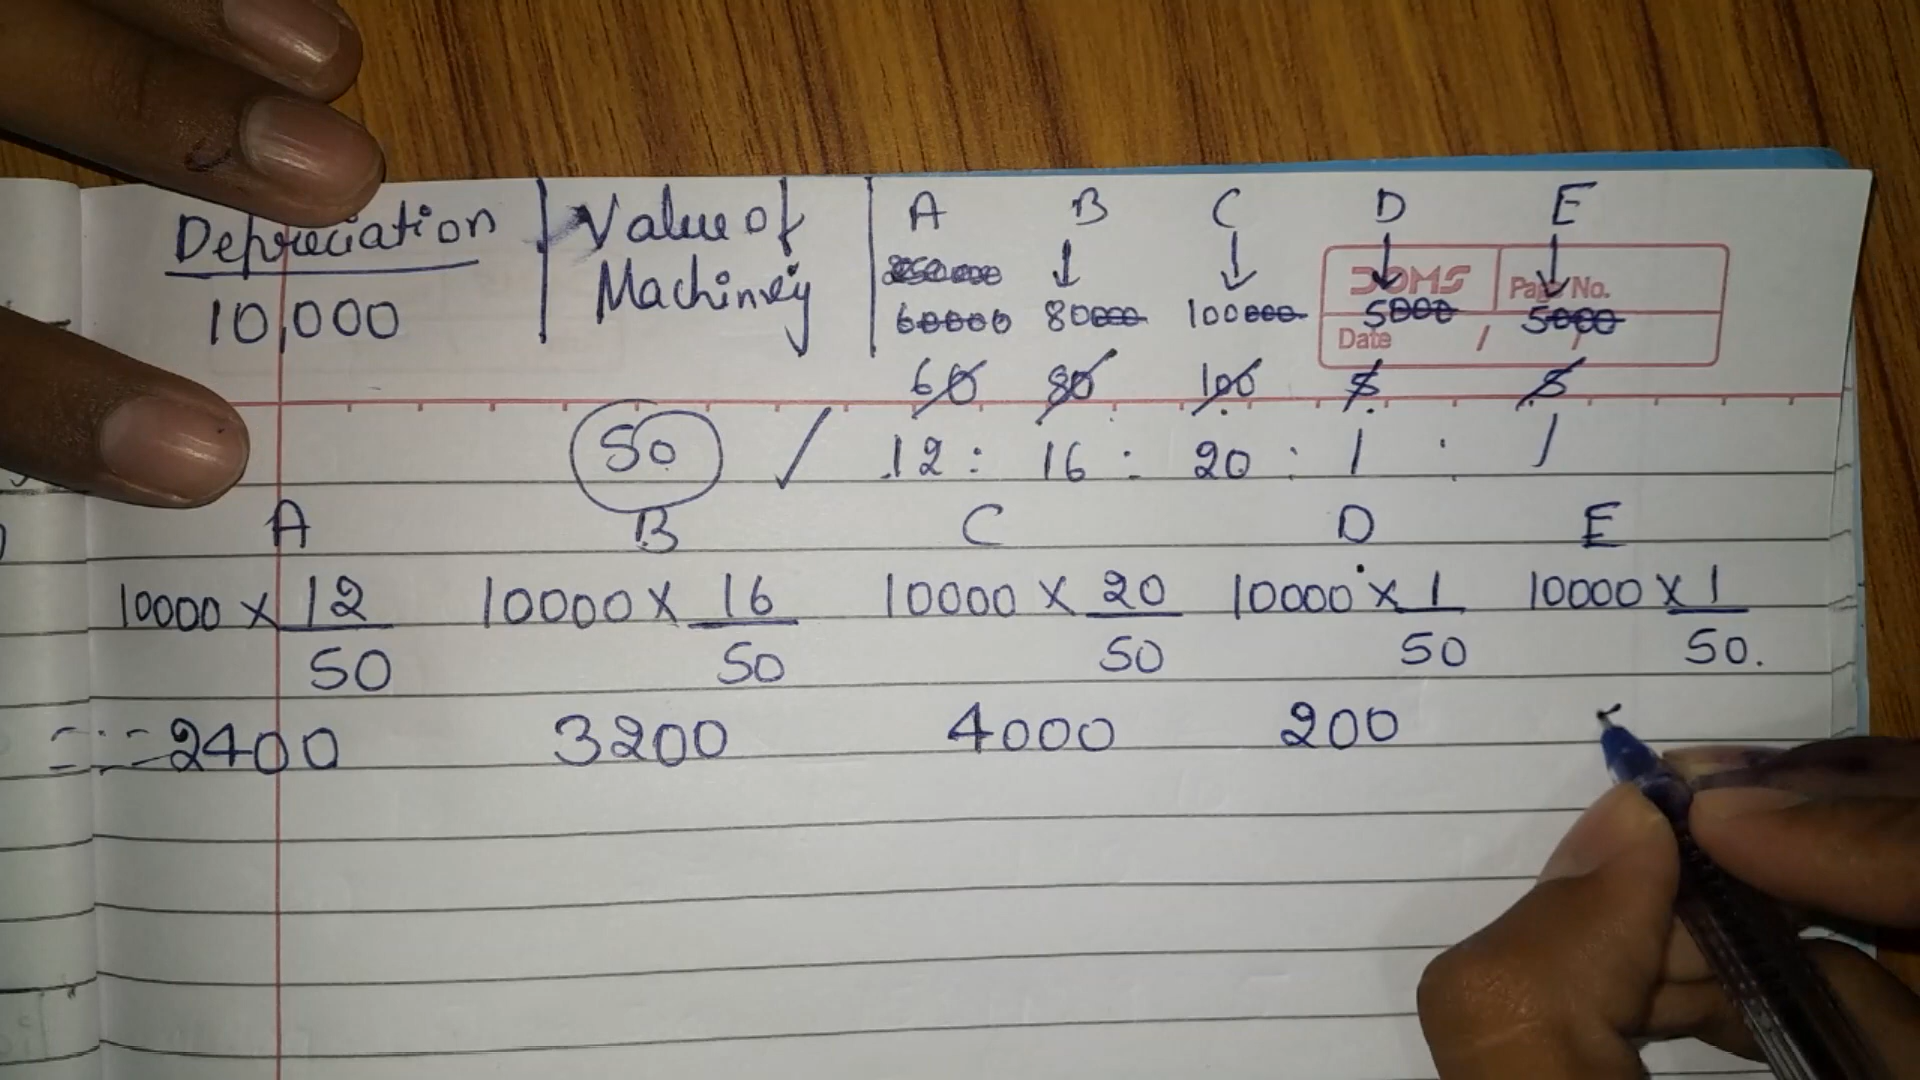 Depreciation | Value of | A B C D E
Machinery
10,000 60000 80000 100000 5000 5000
DOMS Page No.
Date / /
60 80 100 5 5
50 / 12 : 16 : 20 : 1 : 1
A B C D E
10000 x 12/50 10000 x 16/50 10000 x 20/50 10000 x 1/50 10000 x 1/50.
=2400 3200 4000 200